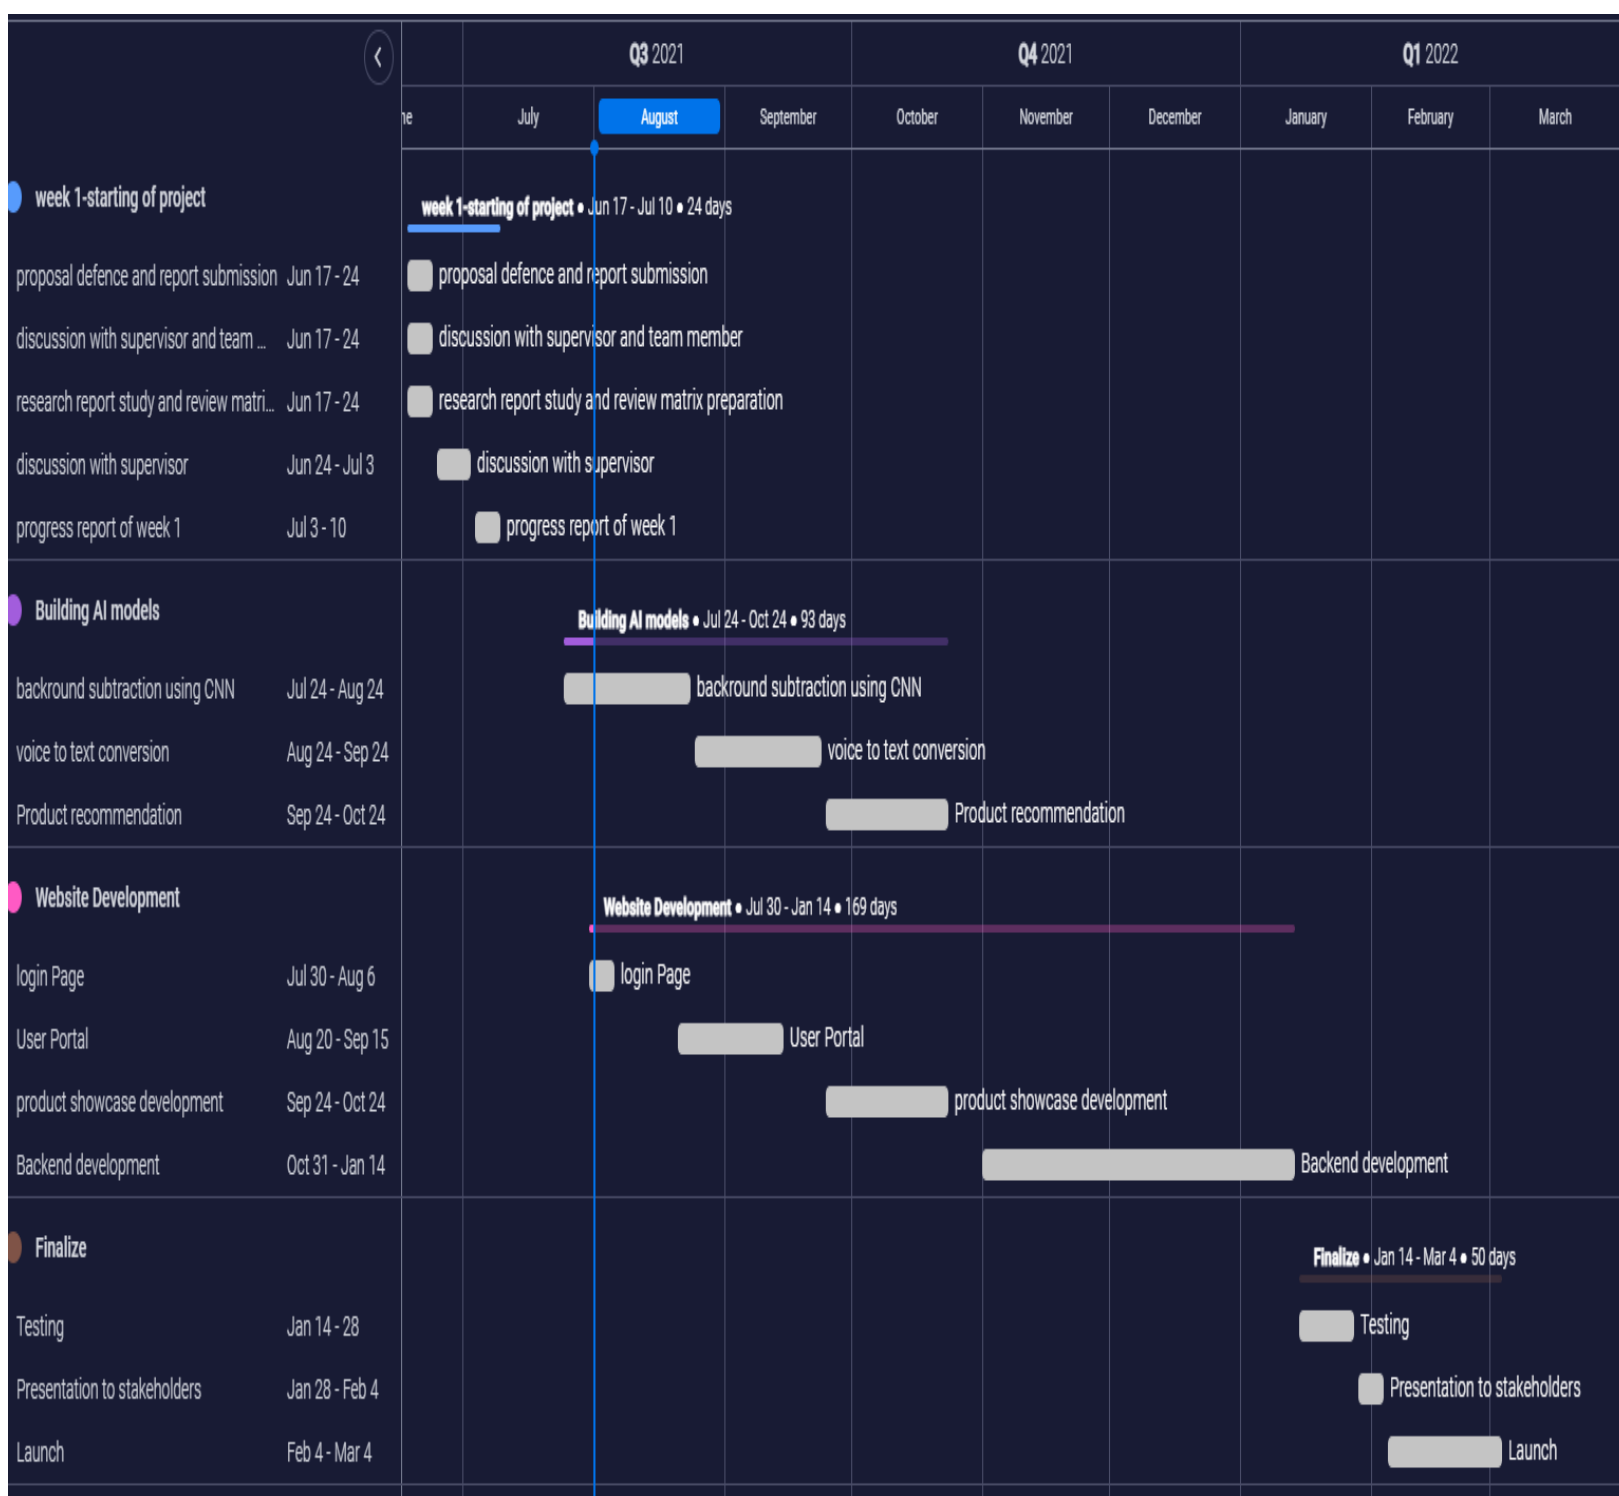 Q3 2021 Q4 2021 Q1 2022
ne July August September October November December January February March
week 1-starting of project
week 1-starting of project • Jun 17 - Jul 10 • 24 days
proposal defence and report submission Jun 17 - 24 proposal defence and report submission
discussion with supervisor and team ... Jun 17 - 24 discussion with supervisor and team member
research report study and review matri... Jun 17 - 24 research report study and review matrix preparation
discussion with supervisor Jun 24 - Jul 3 discussion with supervisor
progress report of week 1 Jul 3 - 10 progress report of week 1
Building AI models
Building AI models • Jul 24 - Oct 24 • 93 days
backround subtraction using CNN Jul 24 - Aug 24 backround subtraction using CNN
voice to text conversion Aug 24 - Sep 24 voice to text conversion
Product recommendation Sep 24 - Oct 24 Product recommendation
Website Development
Website Development • Jul 30 - Jan 14 • 169 days
login Page Jul 30 - Aug 6 login Page
User Portal Aug 20 - Sep 15 User Portal
product showcase development Sep 24 - Oct 24 product showcase development
Backend development Oct 31 - Jan 14 Backend development
Finalize
Finalize • Jan 14 - Mar 4 • 50 days
Testing Jan 14 - 28 Testing
Presentation to stakeholders Jan 28 - Feb 4 Presentation to stakeholders
Launch Feb 4 - Mar 4 Launch